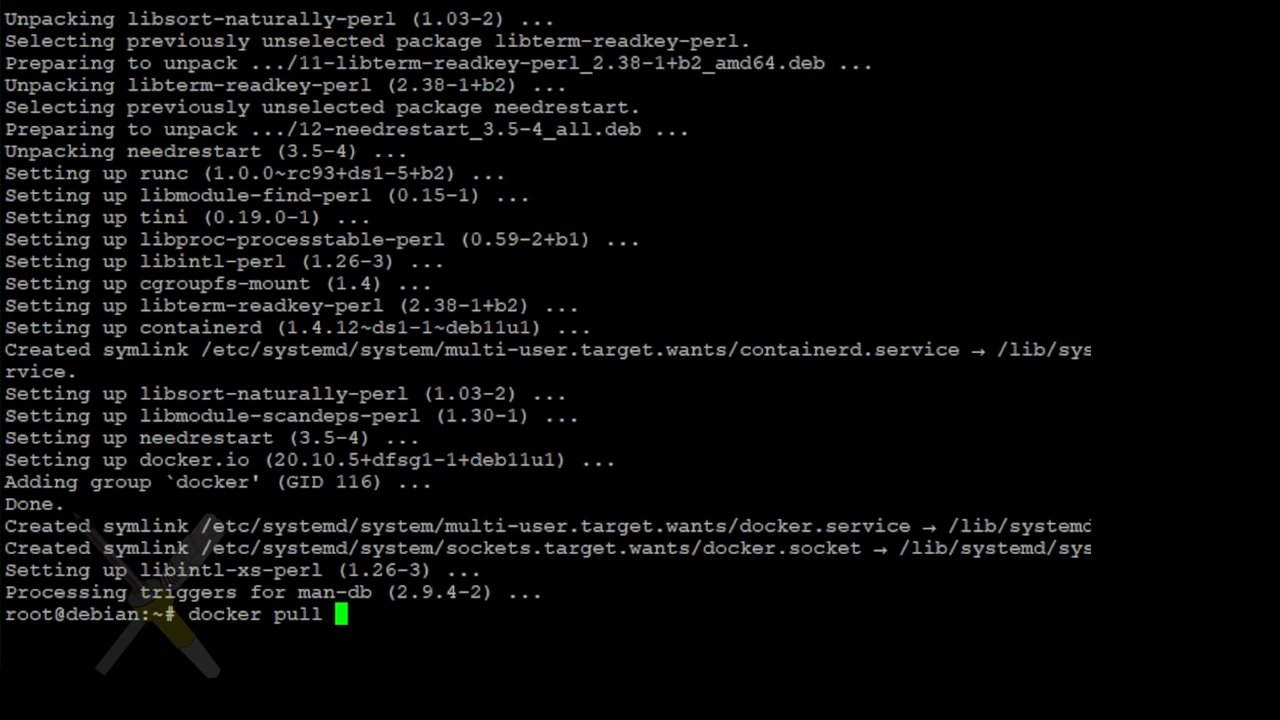 Unpacking libsort-naturally-perl (1.03-2) ...
Selecting previously unselected package libterm-readkey-perl.
Preparing to unpack .../11-libterm-readkey-perl_2.38-1+b2_amd64.deb ...
Unpacking libterm-readkey-perl (2.38-1+b2) ...
Selecting previously unselected package needrestart.
Preparing to unpack .../12-needrestart_3.5-4_all.deb ...
Unpacking needrestart (3.5-4) ...
Setting up runc (1.0.0~rc93+ds1-5+b2) ...
Setting up libmodule-find-perl (0.15-1) ...
Setting up tini (0.19.0-1) ...
Setting up libproc-processtable-perl (0.59-2+b1) ...
Setting up libintl-perl (1.26-3) ...
Setting up cgroupfs-mount (1.4) ...
Setting up libterm-readkey-perl (2.38-1+b2) ...
Setting up containerd (1.4.12~ds1-1~deb11u1) ...
Created symlink /etc/systemd/system/multi-user.target.wants/containerd.service → /lib/sys
rvice.
Setting up libsort-naturally-perl (1.03-2) ...
Setting up libmodule-scandeps-perl (1.30-1) ...
Setting up needrestart (3.5-4) ...
Setting up docker.io (20.10.5+dfsg1-1+deb11u1) ...
Adding group `docker' (GID 116) ...
Done.
Created symlink /etc/systemd/system/multi-user.target.wants/docker.service → /lib/systemd
Created symlink /etc/systemd/system/sockets.target.wants/docker.socket → /lib/systemd/sys
Setting up libintl-xs-perl (1.26-3) ...
Processing triggers for man-db (2.9.4-2) ...
root@debian:~# docker pull